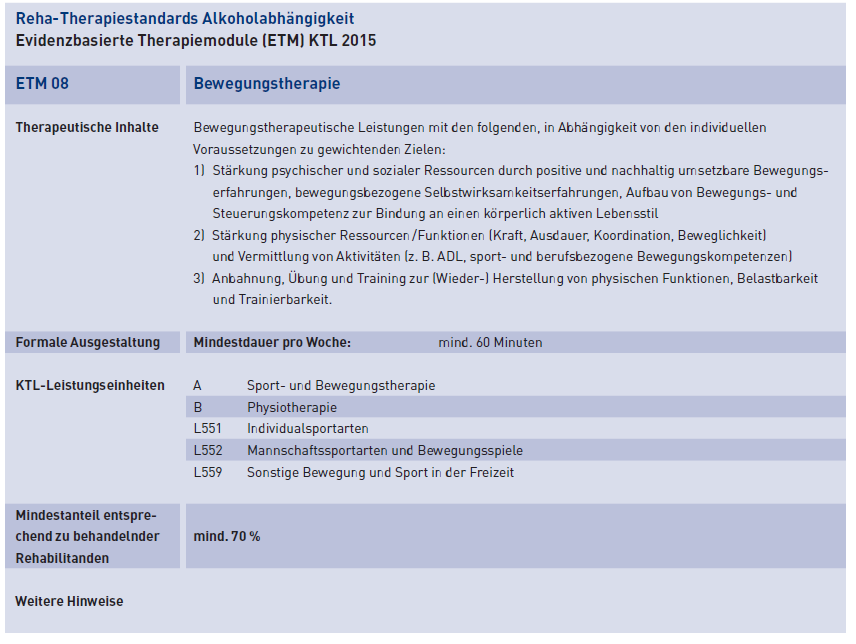 Reha-Therapiestandards Alkoholabhängigkeit
Evidenzbasierte Therapiemodule (ETM) KTL 2015
ETM 08 Bewegungstherapie
Therapeutische Inhalte Bewegungstherapeutische Leistungen mit den folgenden, in Abhängigkeit von den individuellen
Voraussetzungen zu gewichtenden Zielen:
1) Stärkung psychischer und sozialer Ressourcen durch positive und nachhaltig umsetzbare Bewegungs-
erfahrungen, bewegungsbezogene Selbstwirksamkeitserfahrungen, Aufbau von Bewegungs- und
Steuerungskompetenz zur Bindung an einen körperlich aktiven Lebensstil
2) Stärkung physischer Ressourcen/Funktionen (Kraft, Ausdauer, Koordination, Beweglichkeit)
und Vermittlung von Aktivitäten (z. B. ADL, sport- und berufsbezogene Bewegungskompetenzen)
3) Anbahnung, Übung und Training zur (Wieder-) Herstellung von physischen Funktionen, Belastbarkeit
und Trainierbarkeit.
Formale Ausgestaltung Mindestdauer pro Woche: mind. 60 Minuten
KTL-Leistungseinheiten A Sport- und Bewegungstherapie
B Physiotherapie
L551 Individualsportarten
L552 Mannschaftssportarten und Bewegungsspiele
L559 Sonstige Bewegung und Sport in der Freizeit
Mindestanteil entspre-
chend zu behandelnder
Rehabilitanden
mind. 70 %
Weitere Hinweise